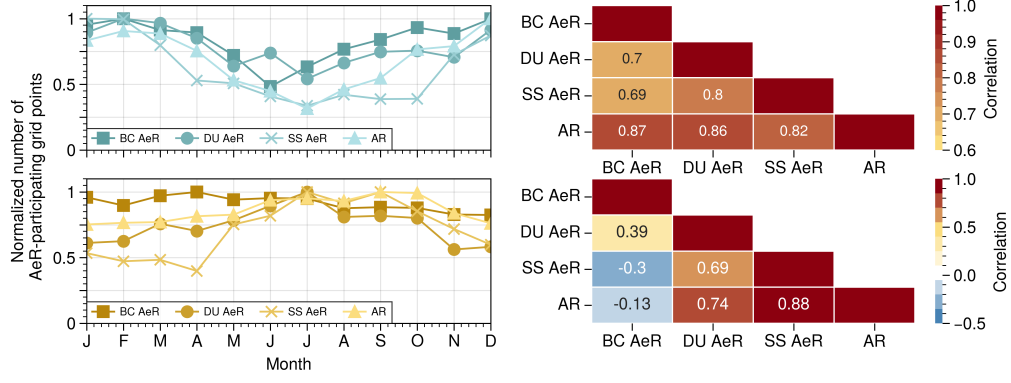 Normalized number of
AeR-participating grid points
1
0.5
0
BC AeR DU AeR SS AeR AR
1
0.5
0
BC AeR DU AeR SS AeR AR
J F M A M J J A S O N D
Month
BC AeR
DU AeR 0.7
SS AeR 0.69 0.8
AR 0.87 0.86 0.82
BC AeR DU AeR SS AeR AR
1.0
0.9
0.8
0.7
0.6
Correlation
BC AeR
DU AeR 0.39
SS AeR -0.3 0.69
AR -0.13 0.74 0.88
BC AeR DU AeR SS AeR AR
1.0
0.5
0.0
−0.5
Correlation